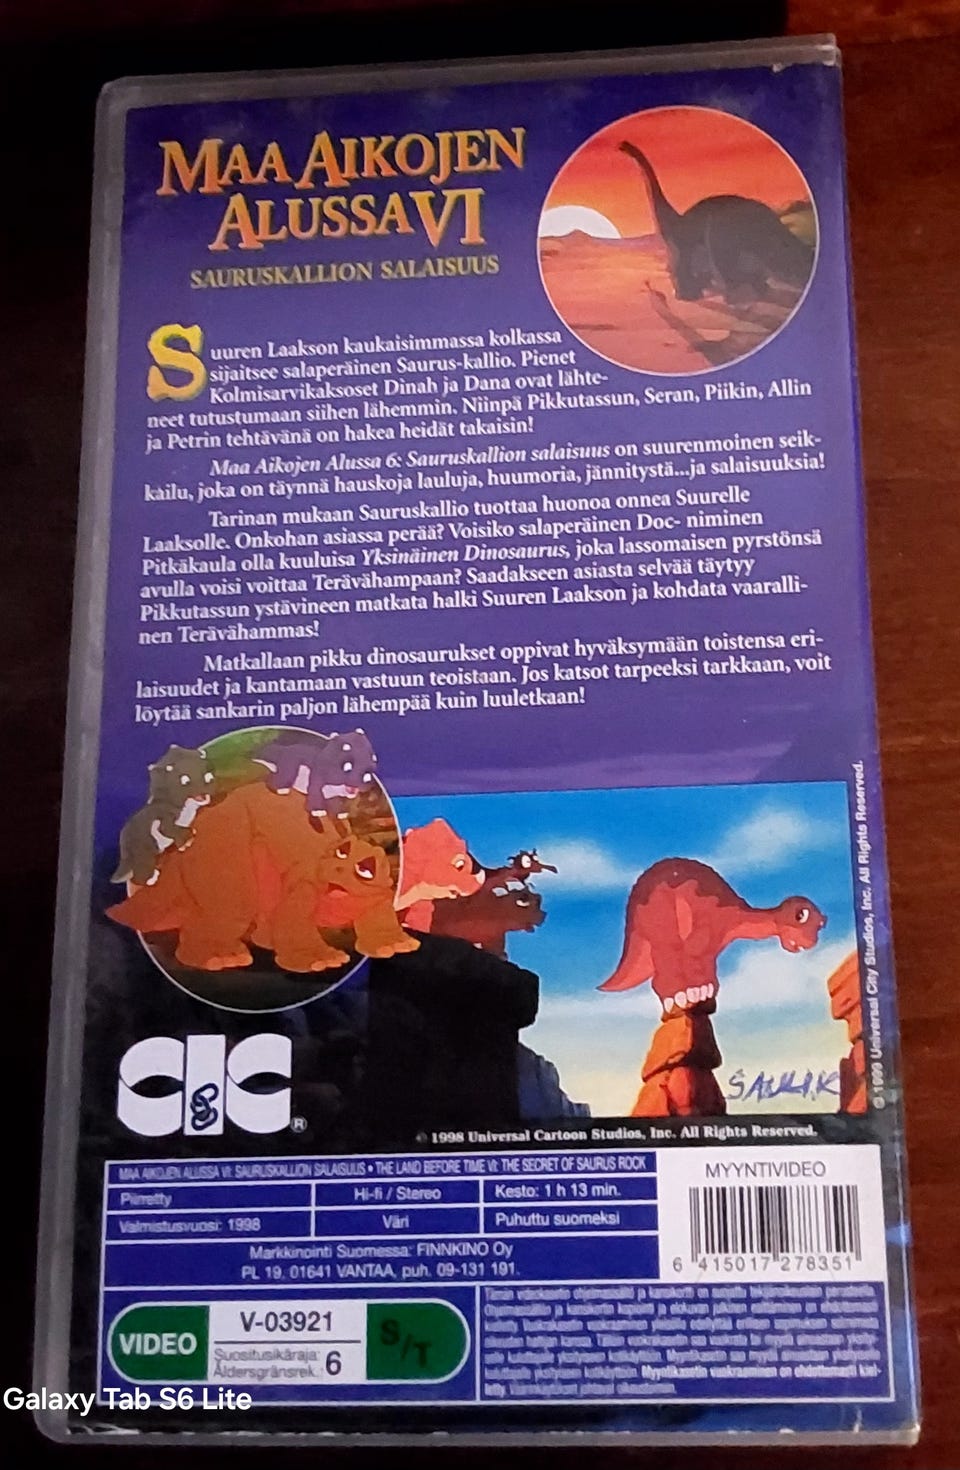 MAA AIKOJEN
ALUSSA VI
SAURUSKALLION SALAISUUS
Suuren Laakson kaukaisimmassa kolkassa
sijaitsee salaperäinen Saurus-kallio. Pienet
Kolmisarvikaksoset Dinah ja Dana ovat lähte-
neet tutustumaan siihen lähemmin. Niinpä Pikkutassun, Seran, Piikin, Allin
ja Petrin tehtävänä on hakea heidät takaisin!
Maa Aikojen Alussa 6: Sauruskallion salaisuus on suurenmoinen seik-
kailu, joka on täynnä hauskoja lauluja, huumoria, jännitystä...ja salaisuuksia!
Tarinan mukaan Sauruskallio tuottaa huonoa onnea Suurelle
Laaksolle. Onkohan asiassa perää? Voisiko salaperäinen Doc- niminen
Pitkäkaula olla kuuluisa Yksinäinen Dinosaurus, joka lassomaisen pyrstönsä
avulla voisi voittaa Terävähampaan? Saadakseen asiasta selvää täytyy
Pikkutassun ystävineen matkata halki Suuren Laakson ja kohdata vaaralli-
nen Terävähammas!
Matkallaan pikku dinosaurukset oppivat hyväksymään toistensa eri-
laisuudet ja kantamaan vastuun teoistaan. Jos katsot tarpeeksi tarkkaan, voit
löytää sankarin paljon lähempää kuin luuletkaan!
© 1999 Universal City Studios, Inc. All Rights Reserved.
CIC ®
© 1998 Universal Cartoon Studios, Inc. All Rights Reserved.
MAA AIKOJEN ALUSSA VI: SAURUSKALLION SALAISUUS • THE LAND BEFORE TIME VI: THE SECRET OF SAURUS ROCK
Piirretty
Hi-fi / Stereo
Kesto: 1 h 13 min.
Valmistusvuosi: 1998
Väri
Puhuttu suomeksi
Markkinointi Suomessa: FINNKINO Oy
PL 19, 01641 VANTAA, puh. 09-131 191.
MYYNTIVIDEO
6 415017 278351
VIDEO
V-03921
Suositusikäraja:
Åldersgränsrek.: 6
S/T
Galaxy Tab S6 Lite